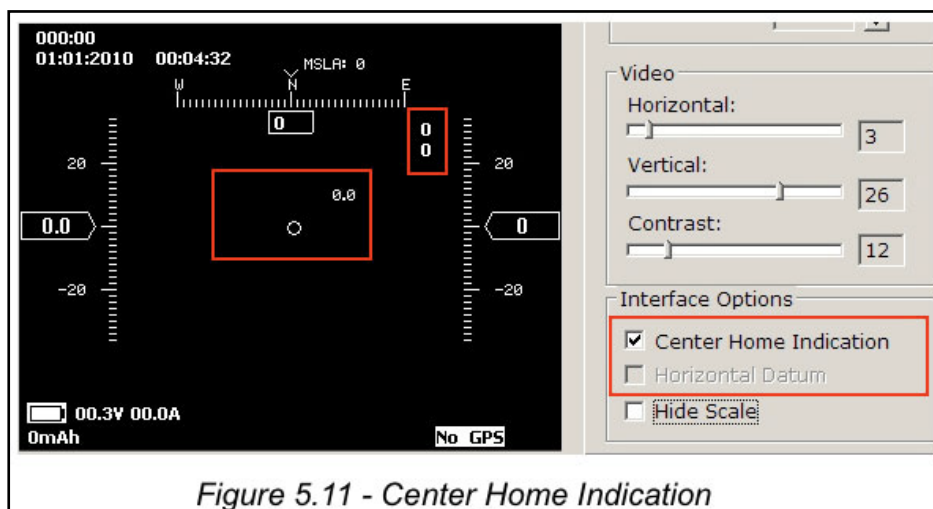 000:00
01:01:2010 00:04:32
MSLA: 0
W N E
0
0
0
20
20
0.0
0.0
0
-20
-20
00.3V 00.0A
0mAh
No GPS
Video
Horizontal:
3
Vertical:
26
Contrast:
12
Interface Options
Center Home Indication
Horizontal Datum
Hide Scale
Figure 5.11 - Center Home Indication